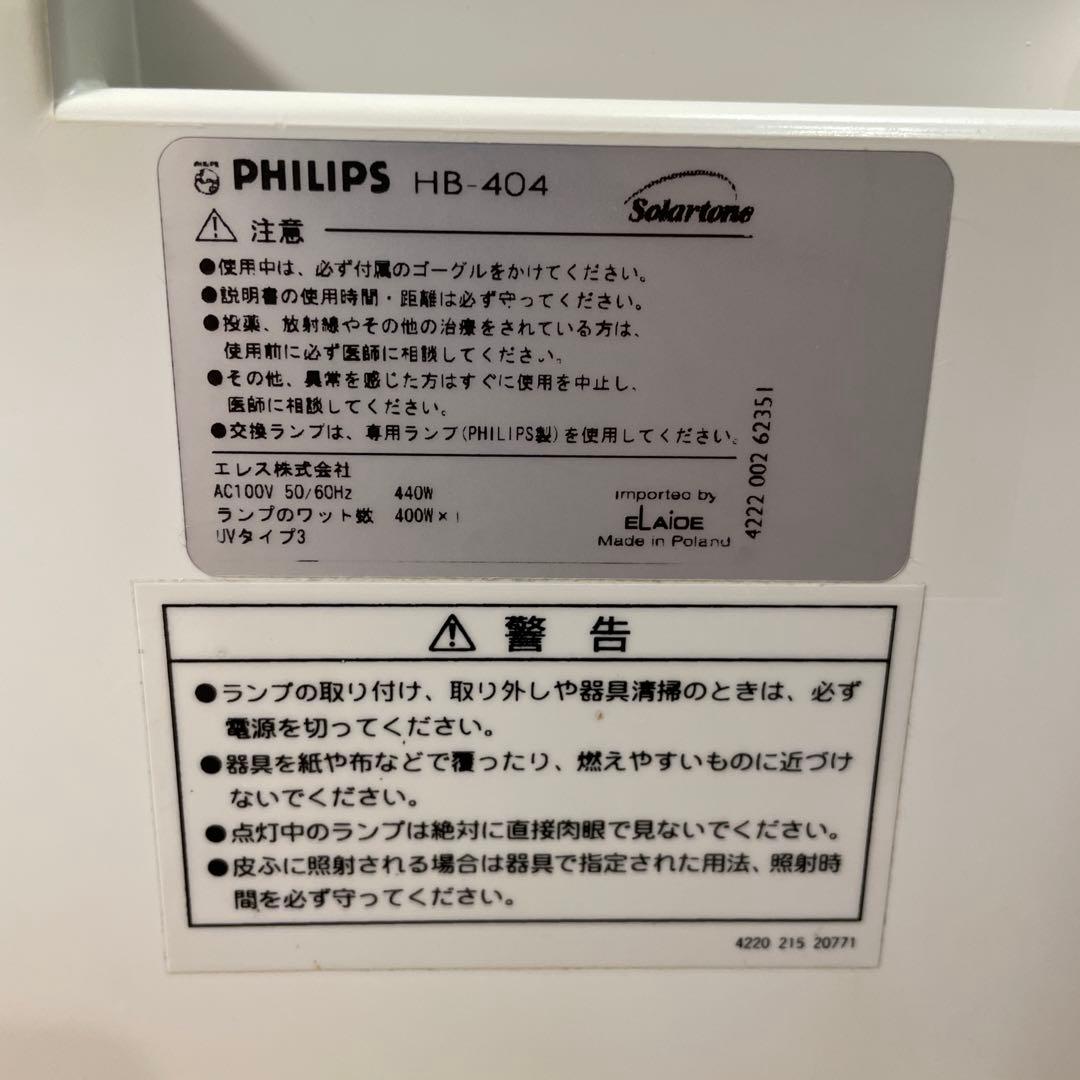 PHILIPS HB-404 Solartone
注意
●使用中は、必ず付属のゴーグルをかけてください。
●説明書の使用時間・距離は必ず守ってください。
●投薬、放射線やその他の治療をされている方は、
使用前に必ず医師に相談してください。
●その他、異常を感じた方はすぐに使用を中止し、
医師に相談してください。
●交換ランプは、専用ランプ(PHILIPS製)を使用してください。
エレス株式会社
AC100V 50/60Hz 440W
ランプのワット数 400W×1
UVタイプ3
Imported by
ELAiDE
Made in Poland
4222 002 62351
警告
●ランプの取り付け、取り外しや器具清掃のときは、必ず
電源を切ってください。
●器具を紙や布などで覆ったり、燃えやすいものに近づけ
ないでください。
●点灯中のランプは絶対に直接肉眼で見ないでください。
●皮ふに照射される場合は器具で指定された用法、照射時
間を必ず守ってください。
4220 215 20771